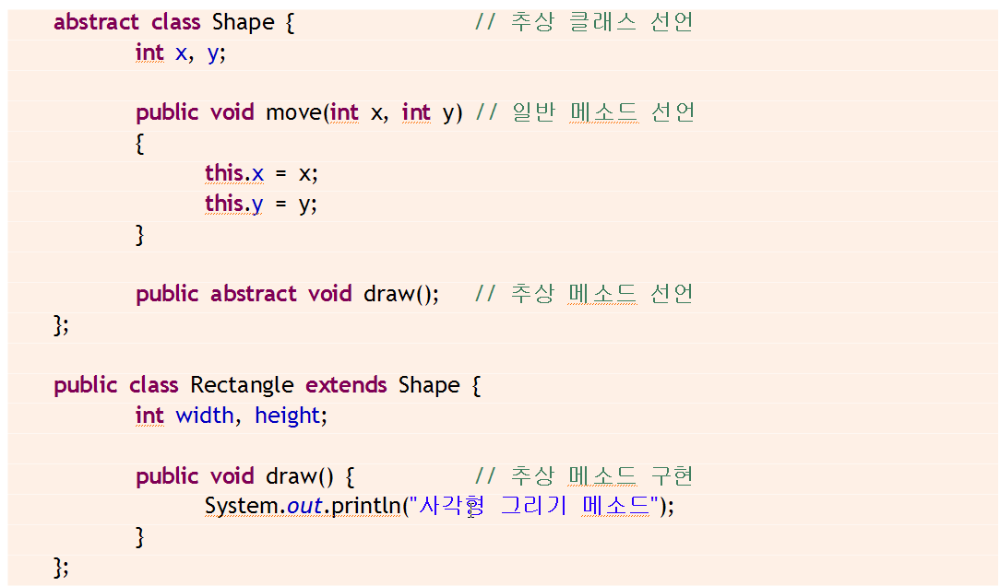 abstract class Shape { // 추상 클래스 선언
int x, y;
public void move(int x, int y) // 일반 메소드 선언
{
this.x = x;
this.y = y;
}
public abstract void draw(); // 추상 메소드 선언
};
public class Rectangle extends Shape {
int width, height;
public void draw() { // 추상 메소드 구현
System.out.println("사각형 그리기 메소드");
}
};